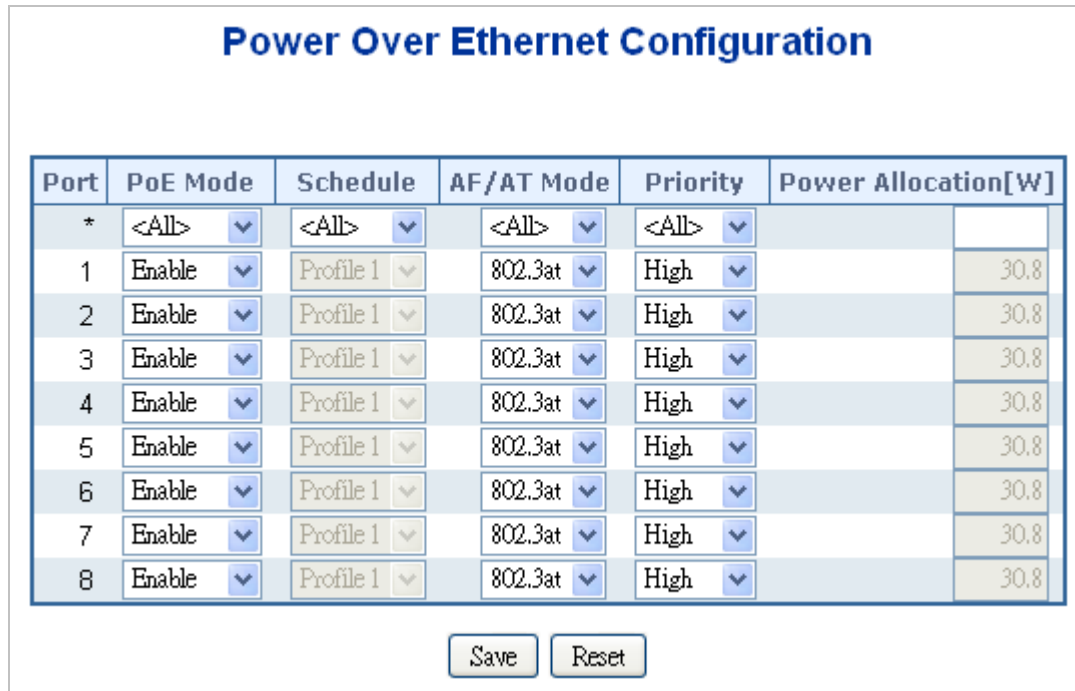 Power Over Ethernet Configuration
Port PoE Mode Schedule AF/AT Mode Priority Power Allocation[W]
* <All> <All> <All> <All>
1 Enable Profile 1 802.3at High 30.8
2 Enable Profile 1 802.3at High 30.8
3 Enable Profile 1 802.3at High 30.8
4 Enable Profile 1 802.3at High 30.8
5 Enable Profile 1 802.3at High 30.8
6 Enable Profile 1 802.3at High 30.8
7 Enable Profile 1 802.3at High 30.8
8 Enable Profile 1 802.3at High 30.8
Save Reset